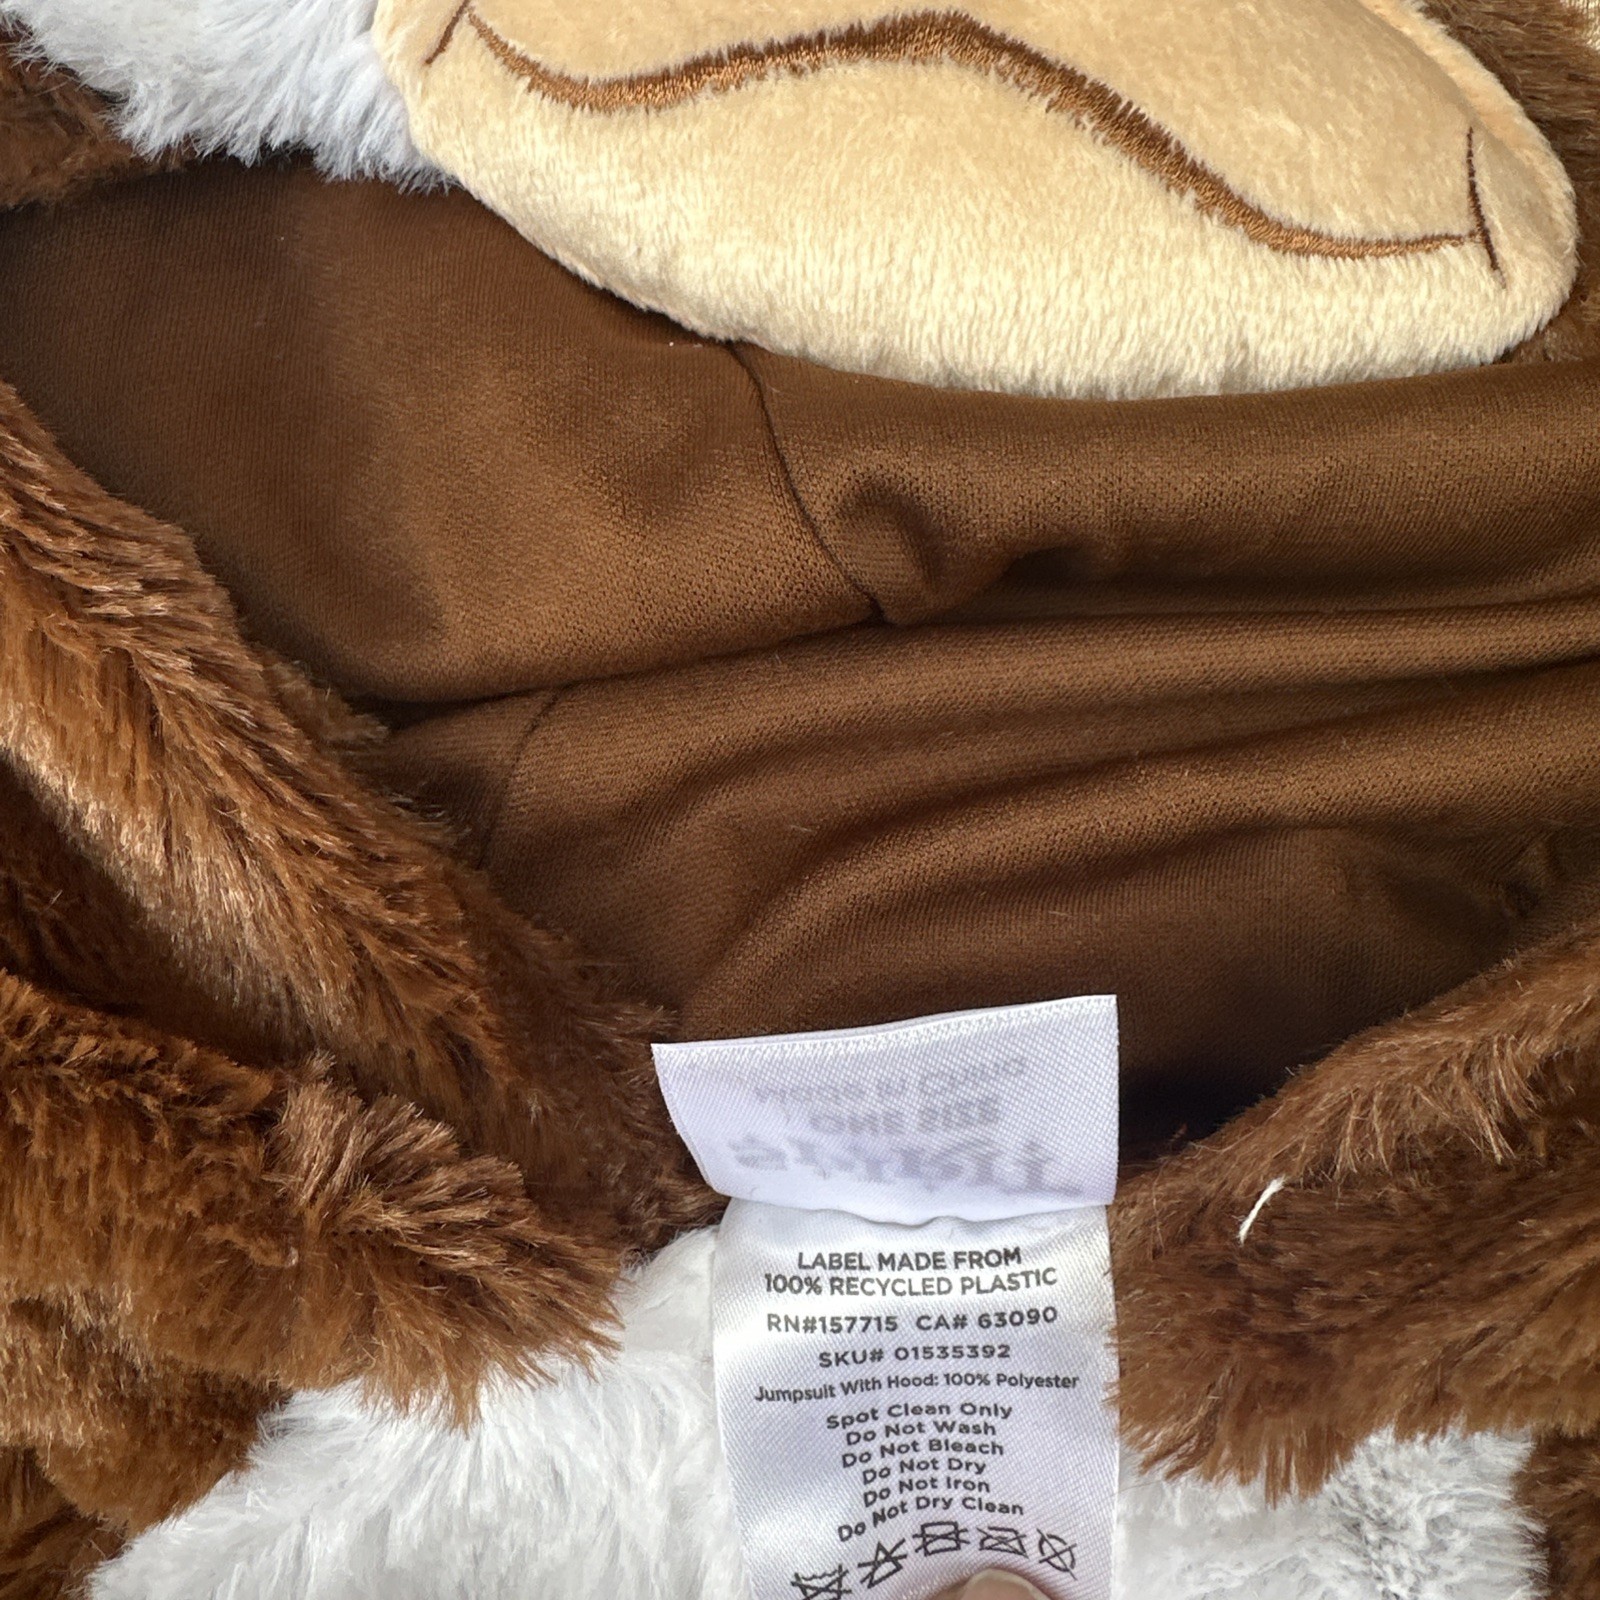 LABEL MADE FROM
100% RECYCLED PLASTIC
RN#157715 CA# 63090
SKU# 01535392
Jumpsuit With Hood: 100% Polyester
Spot Clean Only
Do Not Wash
Do Not Bleach
Do Not Dry
Do Not Iron
Do Not Dry Clean